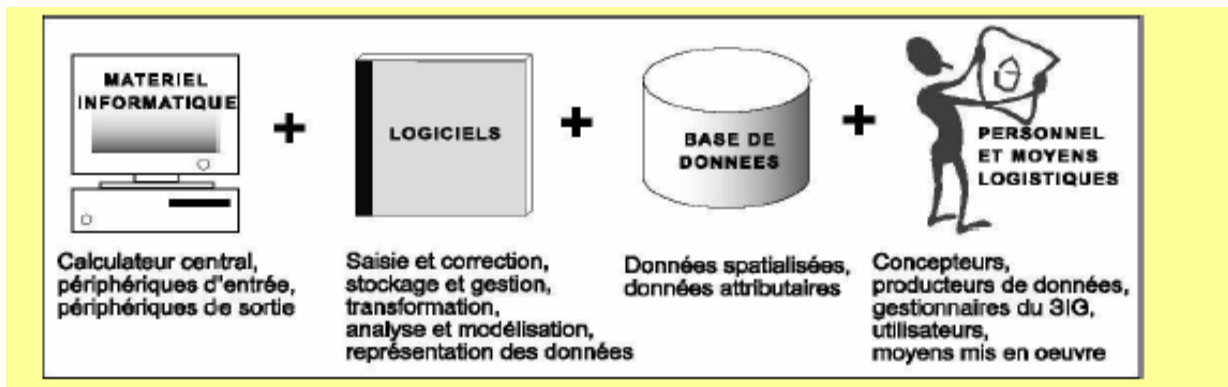 MATERIEL
INFORMATIQUE
+
LOGICIELS
+
BASE DE
DONNEES
+
PERSONNEL
ET MOYENS
LOGISTIQUES
Calculateur central,
périphériques d"entrée,
périphériques de sortie
Saisie et correction,
stockage et gestion,
transformation,
analyse et modélisation,
représentation des données
Données spatialisées,
données attributaires
Concepteurs,
producteurs de données,
gestionnaires du SIG,
utilisateurs,
moyens mis en oeuvre